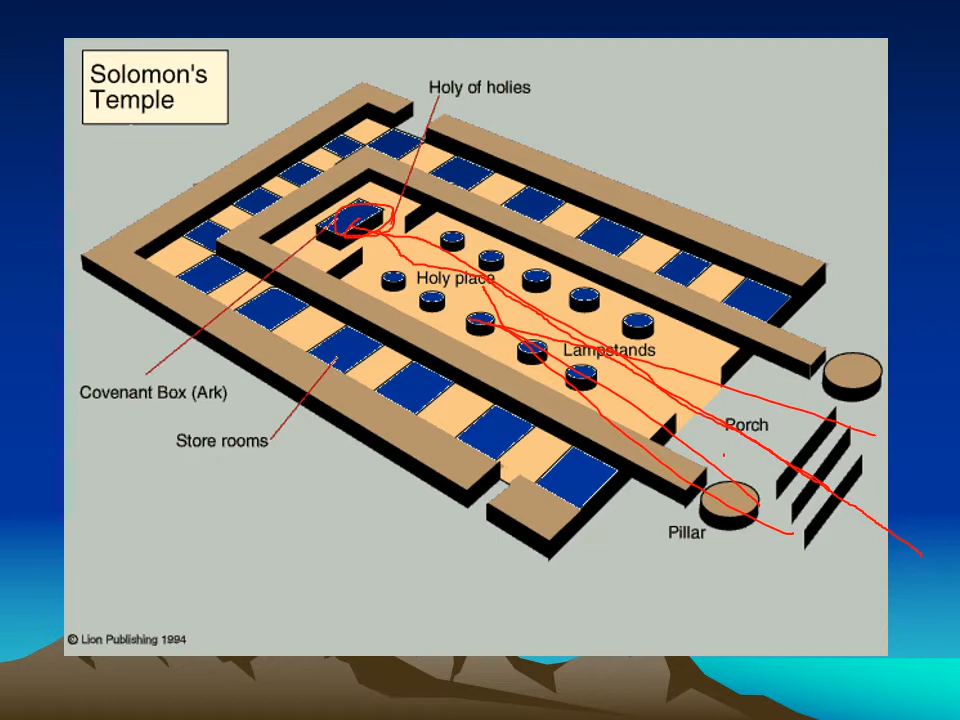 Solomon's
Temple
Holy of holies
Holy place
Lampstands
Covenant Box (Ark)
Porch
Store rooms
Pillar
© Lion Publishing 1994